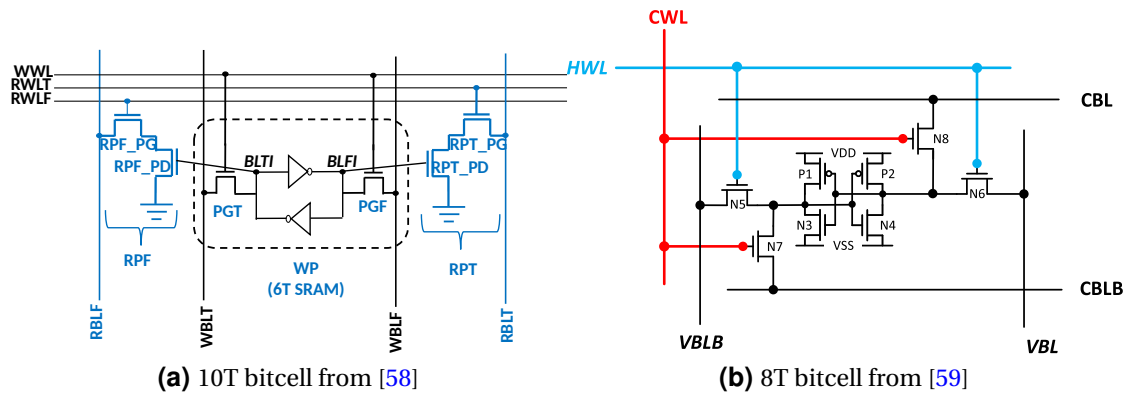 CWL
WWL
RWLT
RWLF
HWL
CBL
RPF_PG
RPF_PD
BLTI
BLFI
RPT_PG
RPT_PD
PGT
PGF
RPF
WP
(6T SRAM)
RPT
RBLF
WBLT
WBLF
RBLT
N8
VDD
P1
P2
N5
N6
N3
N4
VSS
N7
CBLB
VBLB
VBL
(a) 10T bitcell from [58]
(b) 8T bitcell from [59]